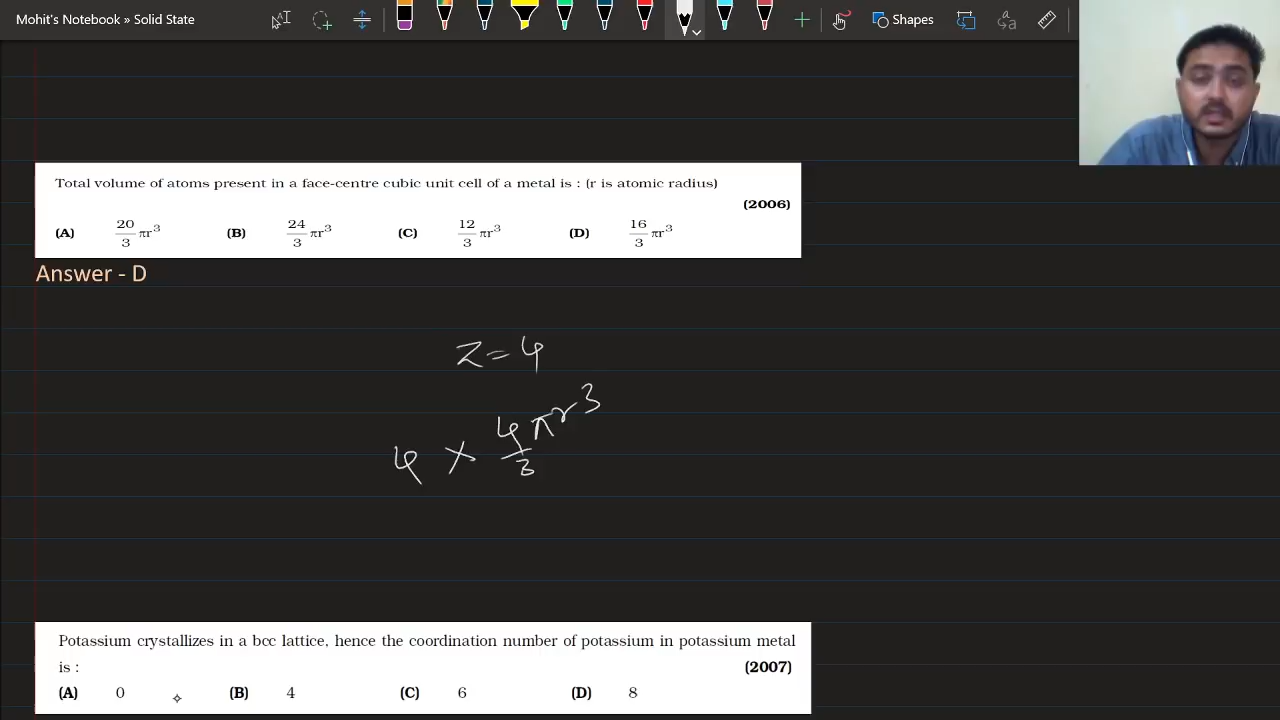 Mohit's Notebook » Solid State
Shapes
Total volume of atoms present in a face-centre cubic unit cell of a metal is : (r is atomic radius)
(2006)
(A) 20/3 πr³ (B) 24/3 πr³ (C) 12/3 πr³ (D) 16/3 πr³
Answer - D
Z = 4
4 × 4/3 πr³
Potassium crystallizes in a bcc lattice, hence the coordination number of potassium in potassium metal
is : (2007)
(A) 0 (B) 4 (C) 6 (D) 8